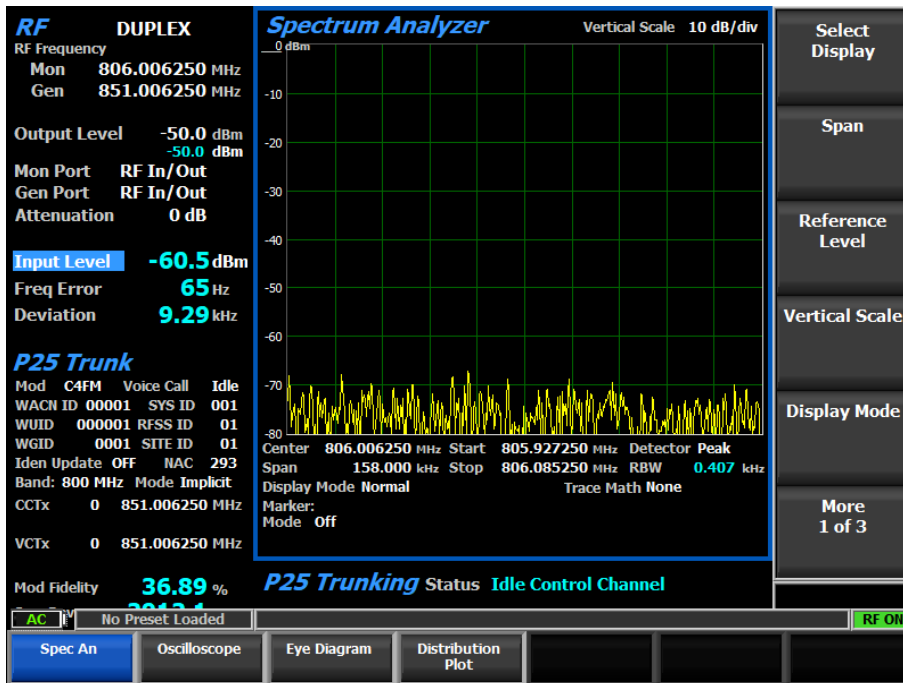 RF DUPLEX
RF Frequency
Mon 806.006250 MHz
Gen 851.006250 MHz
Output Level -50.0 dBm
-50.0 dBm
Mon Port RF In/Out
Gen Port RF In/Out
Attenuation 0 dB
Input Level -60.5 dBm
Freq Error 65 Hz
Deviation 9.29 kHz
P25 Trunk
Mod C4FM Voice Call Idle
WACN ID 00001 SYS ID 001
WUID 000001 RFSS ID 01
WGID 0001 SITE ID 01
Iden Update OFF NAC 293
Band: 800 MHz Mode Implicit
CCTx 0 851.006250 MHz
VCTx 0 851.006250 MHz
Mod Fidelity 36.89 %
Spectrum Analyzer Vertical Scale 10 dB/div
0 dBm
-10
-20
-30
-40
-50
-60
-70
-80
Center 806.006250 MHz Start 805.927250 MHz Detector Peak
Span 158.000 kHz Stop 806.085250 MHz RBW 0.407 kHz
Display Mode Normal Trace Math None
Marker:
Mode Off
P25 Trunking Status Idle Control Channel
Select
Display
Span
Reference
Level
Vertical Scale
Display Mode
More
1 of 3
AC No Preset Loaded RF ON
Spec An Oscilloscope Eye Diagram Distribution
Plot